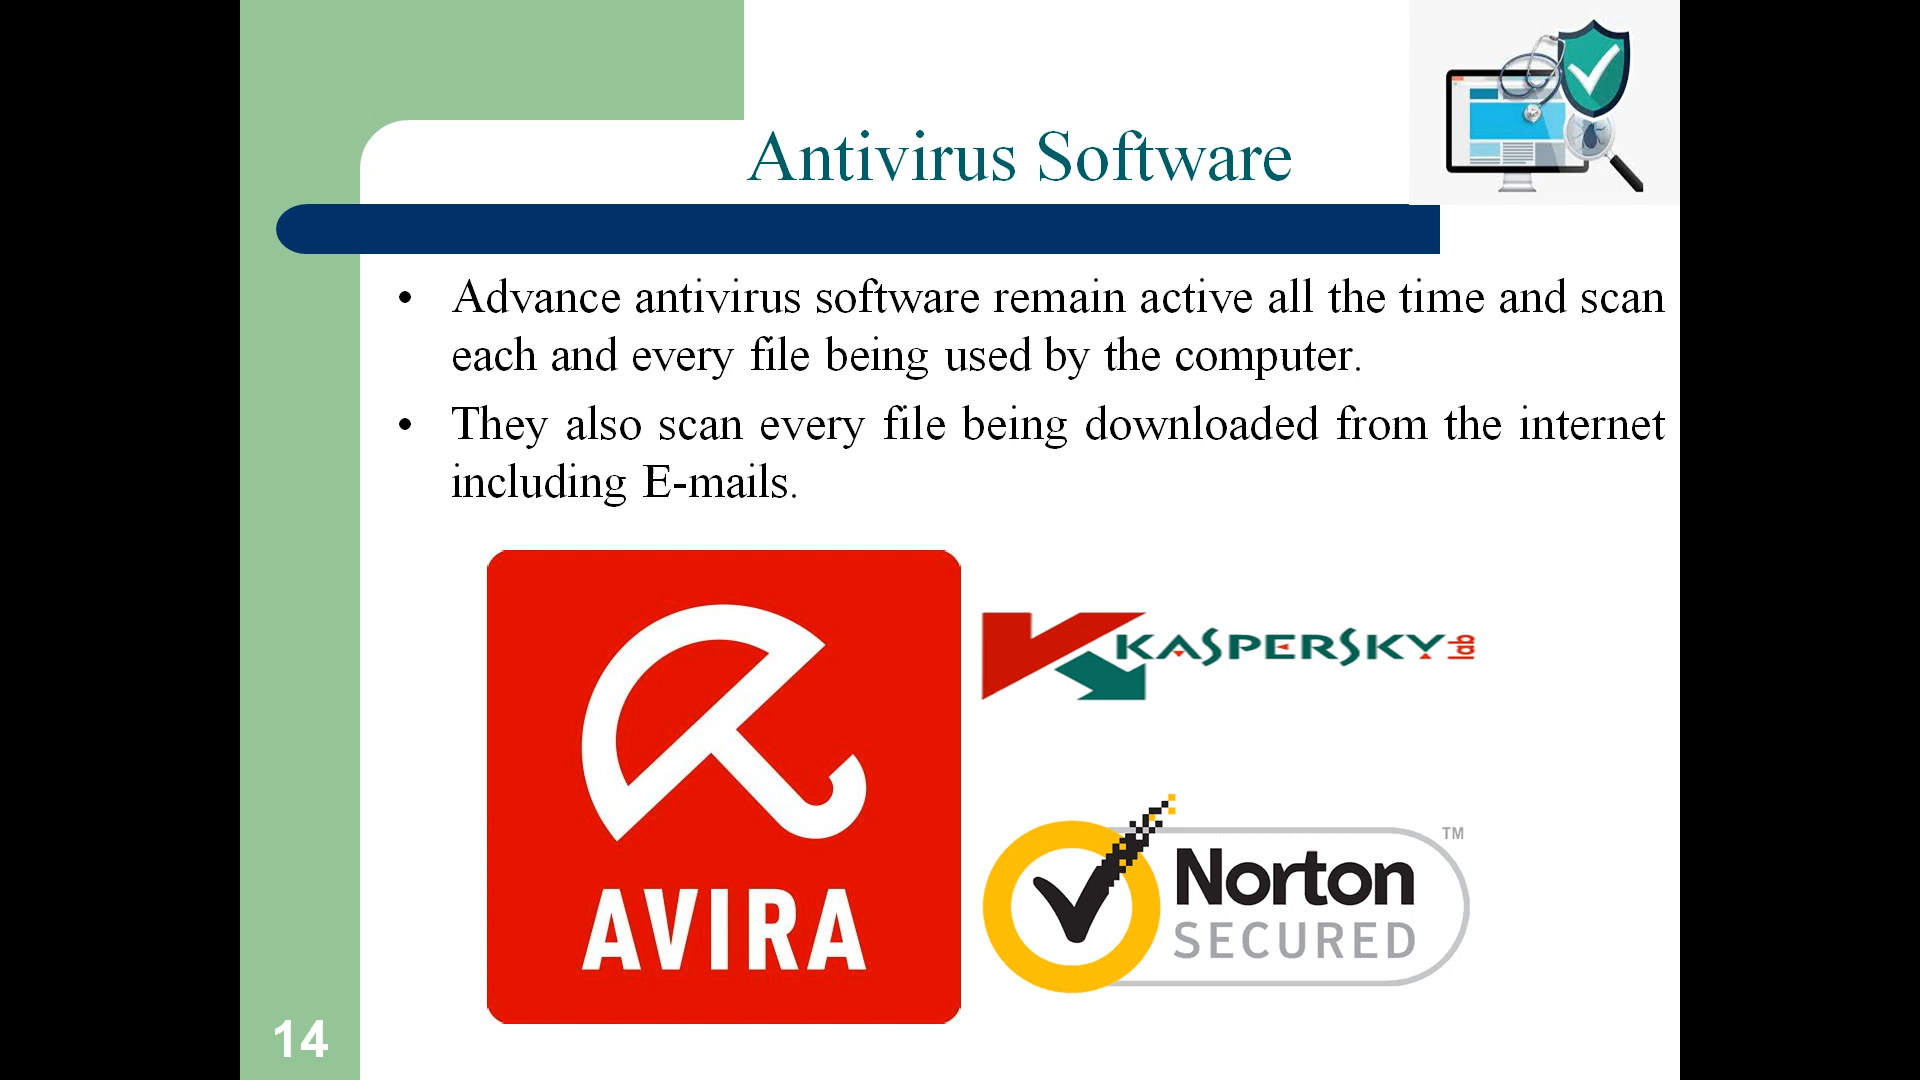 Antivirus Software
• Advance antivirus software remain active all the time and scan
each and every file being used by the computer.
• They also scan every file being downloaded from the internet
including E-mails.
AVIRA
KASPERSKY lab
Norton
SECURED
TM
14